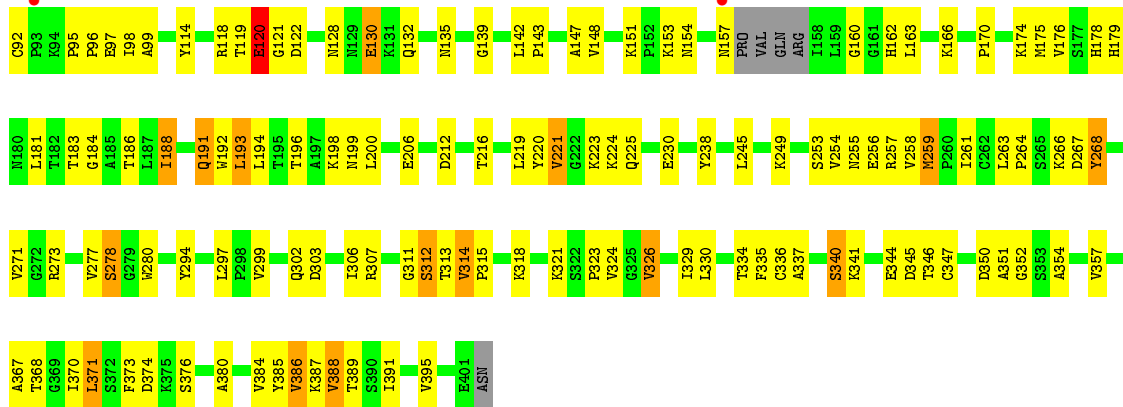 C92 P93 K94 P95 P96 E97 I98 A99 Y114 R118 T119 E120 G121 D122 N128 N129 E130 K131 Q132 N135 G139 L142 P143 A147 V148 K151 P152 K153 N154 N157 PRO VAL GLN ARG I158 L159 G160 G161 H162 L163 K166 P170 K174 M175 V176 S177 H178 H179
N180 L181 T182 T183 G184 A185 T186 L187 I188 Q191 W192 L193 L194 T195 T196 A197 K198 N199 L200 E206 D212 T216 L219 Y220 V221 G222 K223 K224 Q225 E230 Y238 L245 K249 S253 V254 N255 E256 R257 V258 M259 P260 I261 C262 L263 P264 S265 K266 D267 Y268
V271 G272 R273 V277 S278 G279 W280 Y294 L297 P298 V299 Q302 D303 I306 R307 G311 S312 T313 V314 P315 K318 K321 S322 P323 V324 G325 V326 I329 L330 T334 F335 C336 A337 S340 K341 E344 D345 T346 C347 D350 A351 G352 S353 A354 V357
A367 T368 G369 I370 L371 S372 F373 D374 K375 S376 A380 V384 Y385 V386 K387 V388 T389 S390 I391 V395 E401 ASN